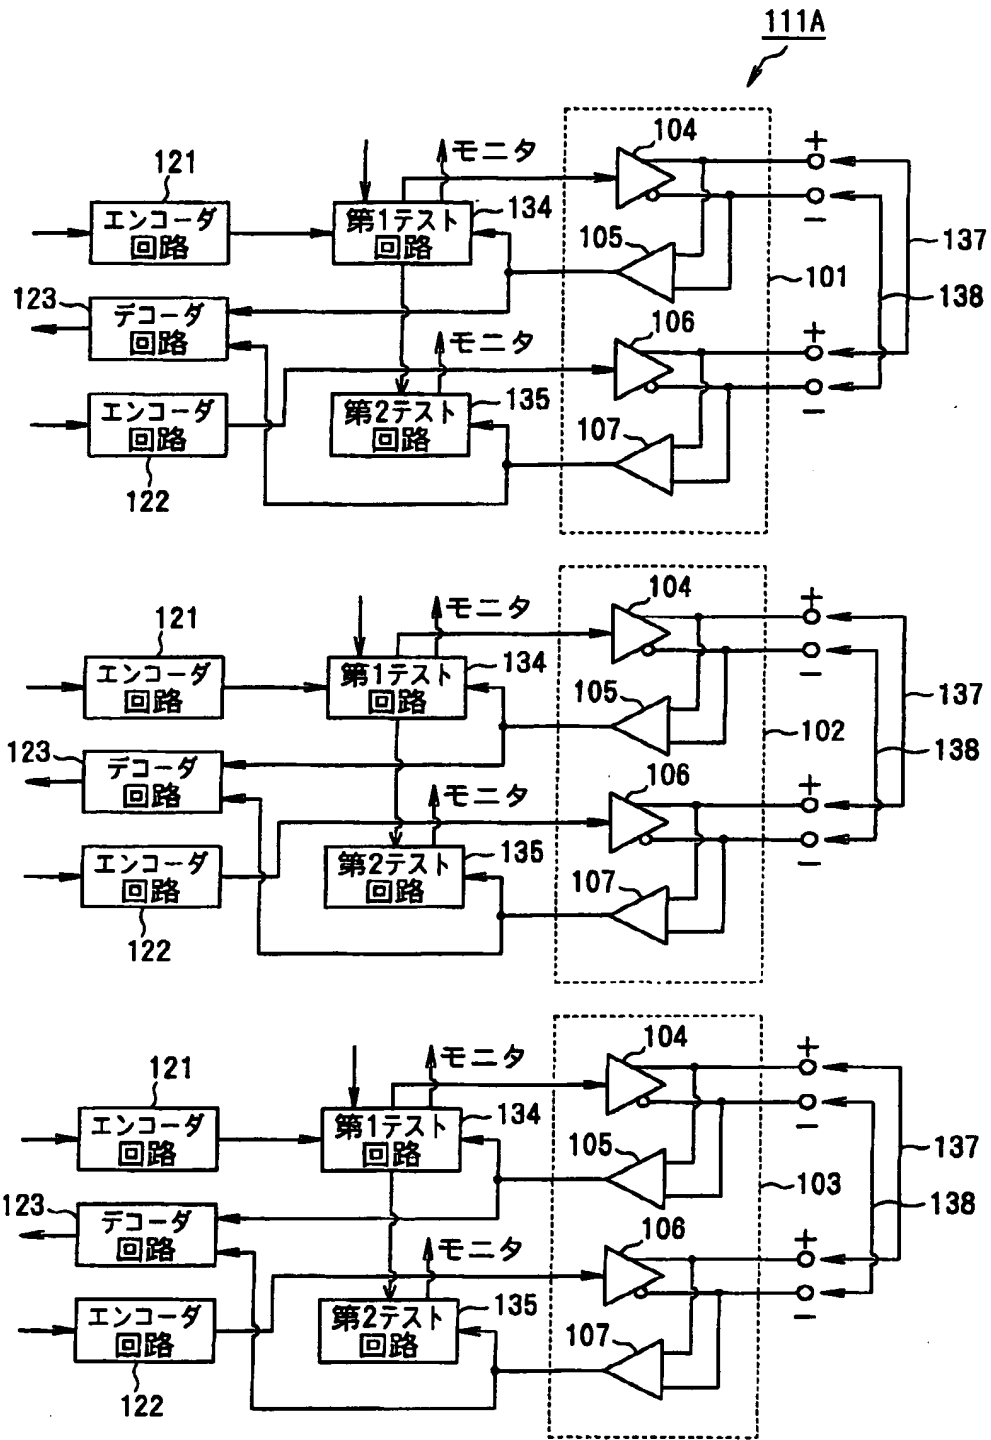 111A
104
モニタ
121
エンコーダ
回路
第1テスト
回路
134
+
−
105
101
137
138
123
デコーダ
回路
モニタ
106
+
−
エンコーダ
回路
122
第2テスト
回路
135
107
104
モニタ
121
エンコーダ
回路
第1テスト
回路
134
+
−
105
102
137
138
123
デコーダ
回路
モニタ
106
+
−
エンコーダ
回路
122
第2テスト
回路
135
107
104
モニタ
121
エンコーダ
回路
第1テスト
回路
134
+
−
105
103
137
138
123
デコーダ
回路
モニタ
106
+
−
エンコーダ
回路
122
第2テスト
回路
135
107